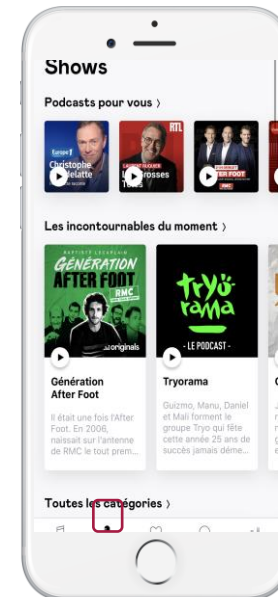 Shows
Podcasts pour vous >
Europe 1
Christophe
RTL
LAURENT RUQUIER
Grosses
AFTER FOOT
RMC
Les incontournables du moment >
BAPTISTE LECAPLAIN
GÉNÉRATION
AFTER FOOT
RMC
originals
tryö-
rama
- LE PODCAST -
Génération
After Foot
Il était une fois l'After
Foot. En 2006,
naissait sur l'antenne
de RMC le tout prem...
Tryorama
Guizmo, Manu, Daniel
et Mali forment le
groupe Tryo qui fête
cette année 25 ans de
succès jamais déme...
Toutes les catégories >